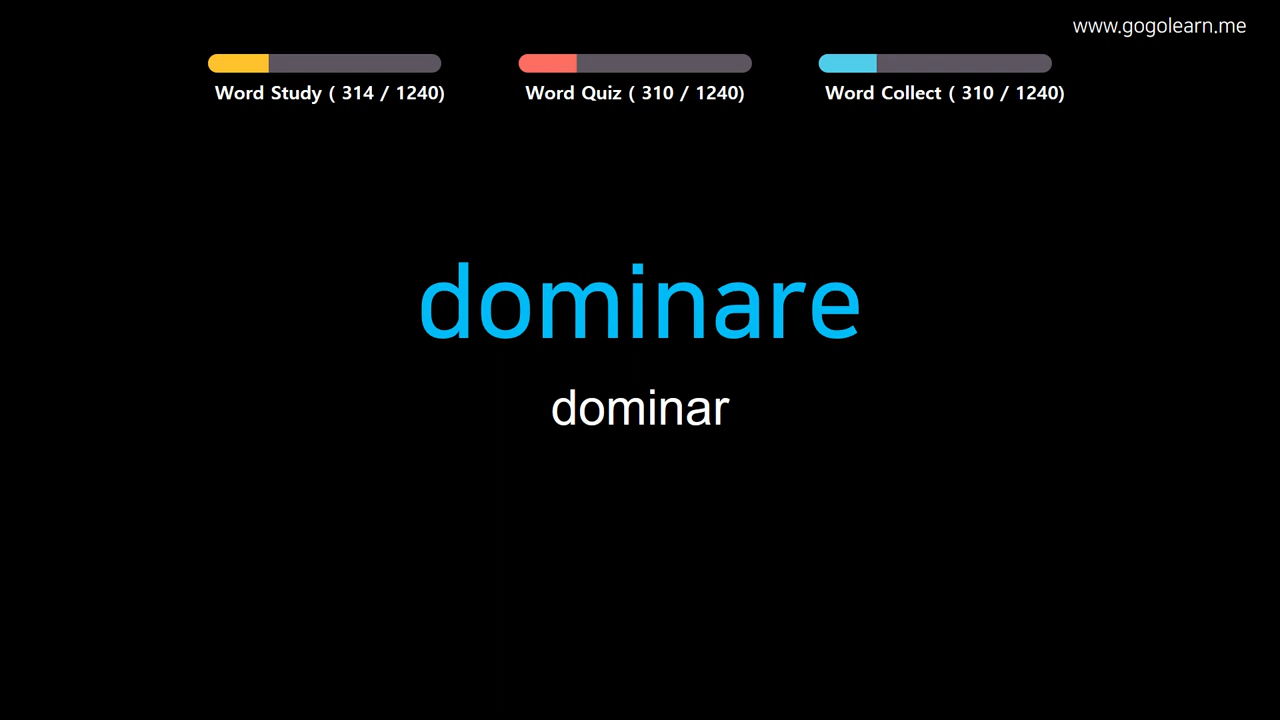 www.gogolearn.me
Word Study ( 314 / 1240)
Word Quiz ( 310 / 1240)
Word Collect ( 310 / 1240)
dominare
dominar